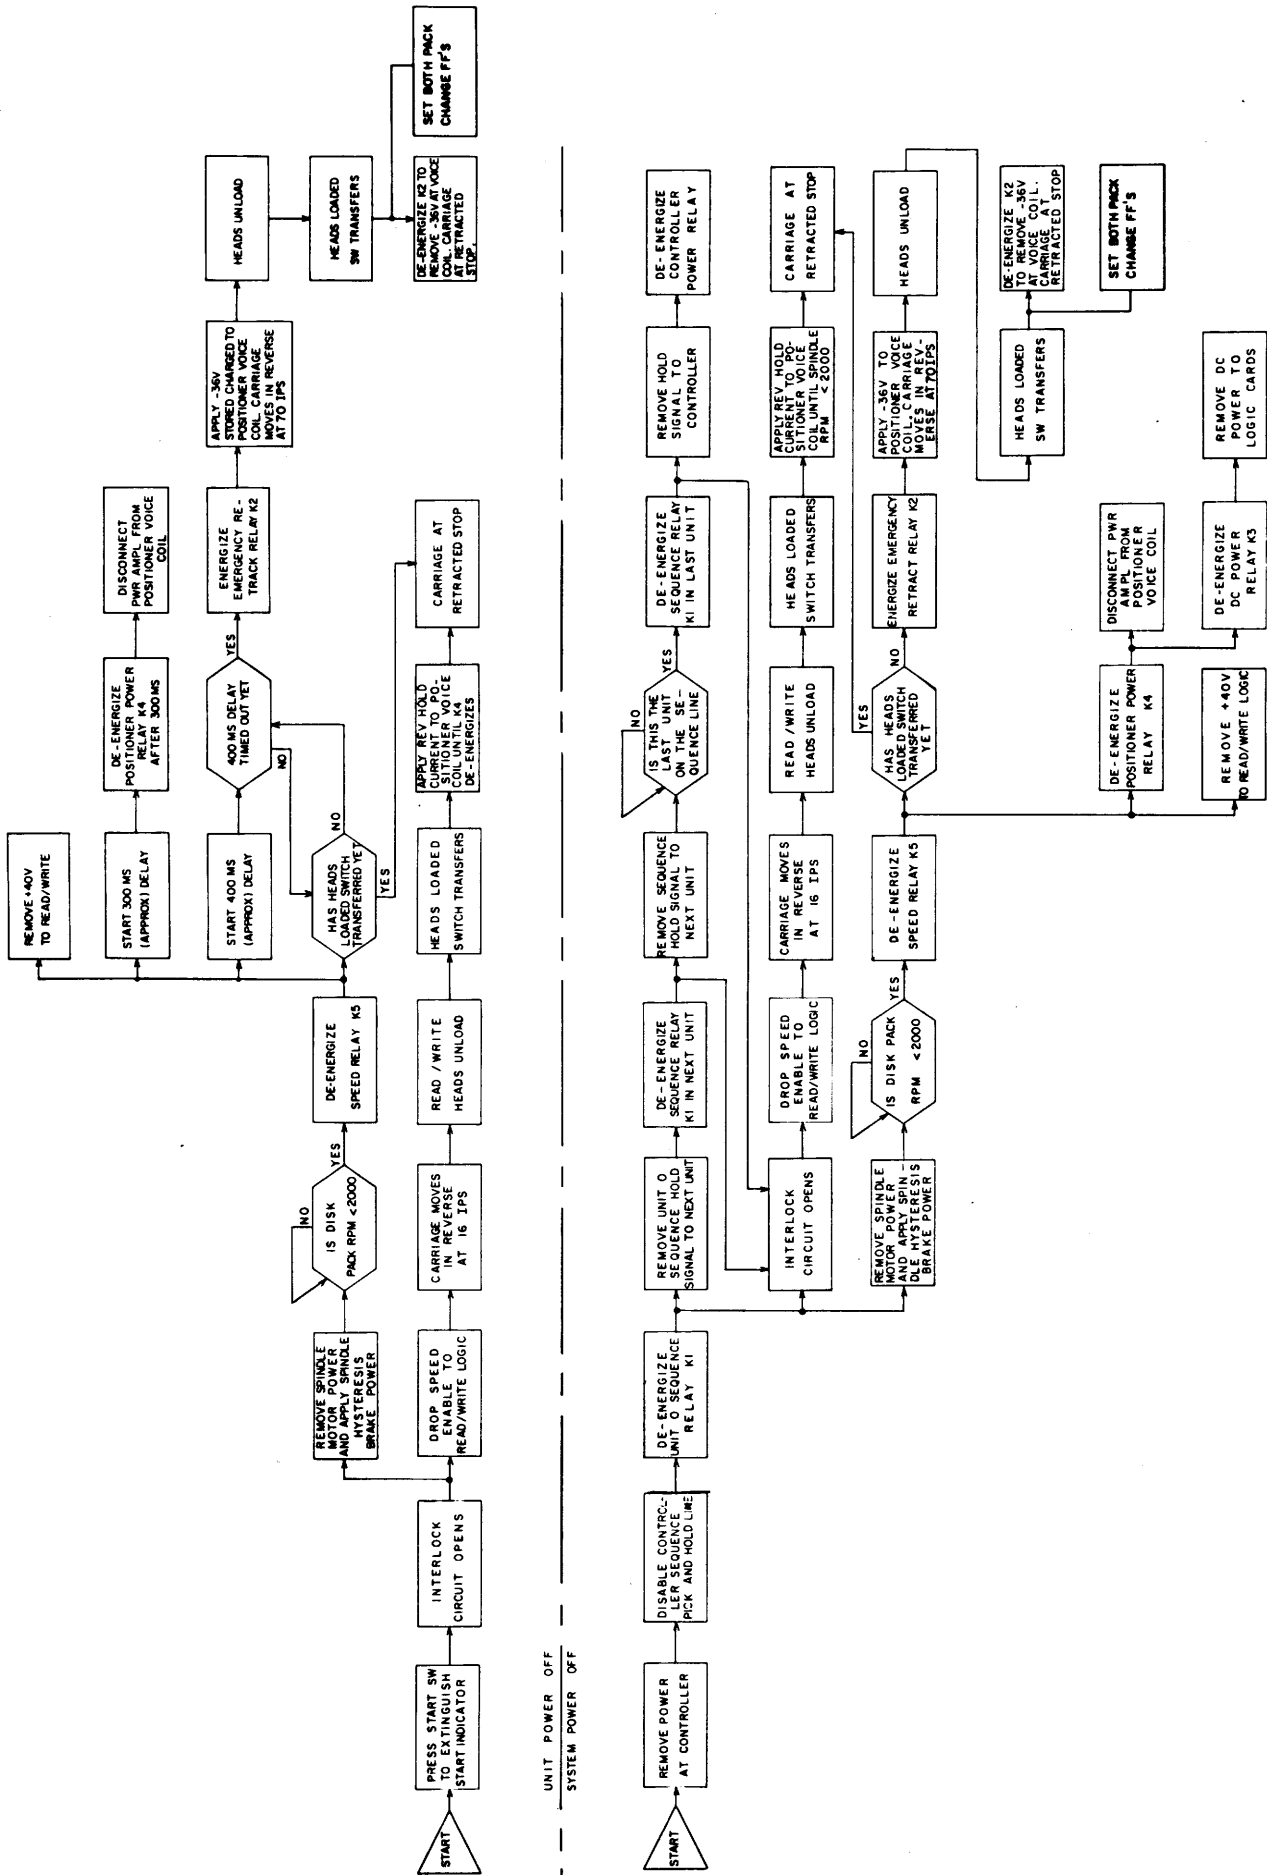 START
PRESS START SW
TO EXTINGUISH
START INDICATOR
INTERLOCK
CIRCUIT OPENS
REMOVE SPINDLE
MOTOR POWER
AND APPLY SPINDLE
HYSTERESIS
BRAKE POWER
DROP SPEED
ENABLE TO
READ/WRITE LOGIC
NO
IS DISK
PACK RPM <2000
YES
CARRIAGE MOVES
IN REVERSE
AT 16 IPS
DE-ENERGIZE
SPEED RELAY K5
READ/WRITE
HEADS UNLOAD
REMOVE +40V
TO READ/WRITE
START 300 MS
(APPROX) DELAY
START 400 MS
(APPROX) DELAY
HAS HEADS
LOADED SWITCH
TRANSFERRED YET
NO
YES
HEADS LOADED
SWITCH TRANSFERS
DE-ENERGIZE
POSITIONER POWER
RELAY K4
AFTER 300 MS
400 MS DELAY
TIMED OUT YET
NO
YES
APPLY REV HOLD
CURRENT TO PO-
SITIONER VOICE
COIL UNTIL K4
DE-ENERGIZES
DISCONNECT
PWR AMPL FROM
POSITIONER VOICE
COIL
ENERGIZE
EMERGENCY RE-
TRACK RELAY K2
CARRIAGE AT
RETRACTED STOP
APPLY -36V
STORED CHARGED TO
POSITIONER VOICE
COIL. CARRIAGE
MOVES IN REVERSE
AT 70 IPS
HEADS UNLOAD
HEADS LOADED
SW TRANSFERS
DE-ENERGIZE K2 TO
REMOVE -36V AT VOICE
COIL. CARRIAGE
AT RETRACTED
STOP.
SET BOTH PACK
CHANGE FF'S
UNIT POWER OFF
SYSTEM POWER OFF
START
REMOVE POWER
AT CONTROLLER
DISABLE CONTROL-
LER SEQUENCE
PICK AND HOLD LINE
DE-ENERGIZE
UNIT O SEQUENCE
RELAY K1
REMOVE UNIT O
SEQUENCE HOLD
SIGNAL TO NEXT UNIT
INTERLOCK
CIRCUIT OPENS
REMOVE SPINDLE
MOTOR POWER
AND APPLY SPIN-
DLE HYSTERESIS
BRAKE POWER
DE-ENERGIZE
SEQUENCE RELAY
K1 IN NEXT UNIT
DROP SPEED
ENABLE TO
READ/WRITE LOGIC
NO
IS DISK PACK
RPM <2000
YES
REMOVE SEQUENCE
HOLD SIGNAL TO
NEXT UNIT
CARRIAGE MOVES
IN REVERSE
AT 16 IPS
DE-ENERGIZE
SPEED RELAY K5
NO
IS THIS THE
LAST UNIT
ON THE SE-
QUENCE LINE
YES
READ/WRITE
HEADS UNLOAD
YES
HAS HEADS
LOADED SWITCH
TRANSFERRED
YET
NO
DE-ENERGIZE
POSITIONER POWER
RELAY K4
REMOVE +40V
TO READ/WRITE LOGIC
DE-ENERGIZE
SEQUENCE RELAY
K1 IN LAST UNIT
HEADS LOADED
SWITCH TRANSFERS
ENERGIZE EMERGENCY
RETRACT RELAY K2
DISCONNECT PWR
AMPL FROM
POSITIONER
VOICE COIL
DE-ENERGIZE
DC POWER
RELAY K3
REMOVE HOLD
SIGNAL TO
CONTROLLER
APPLY REV HOLD
CURRENT TO PO-
SITIONER VOICE
COIL UNTIL SPINDLE
RPM <2000
APPLY -36V TO
POSITIONER VOICE
COIL. CARRIAGE
MOVES IN REV-
ERSE AT 70 IPS
HEADS LOADED
SW TRANSFERS
REMOVE DC
POWER TO
LOGIC CARDS
DE-ENERGIZE
CONTROLLER
POWER RELAY
CARRIAGE AT
RETRACTED STOP
HEADS UNLOAD
DE-ENERGIZE K2
TO REMOVE -36V
AT VOICE COIL.
CARRIAGE AT
RETRACTED STOP
SET BOTH PACK
CHANGE FF'S